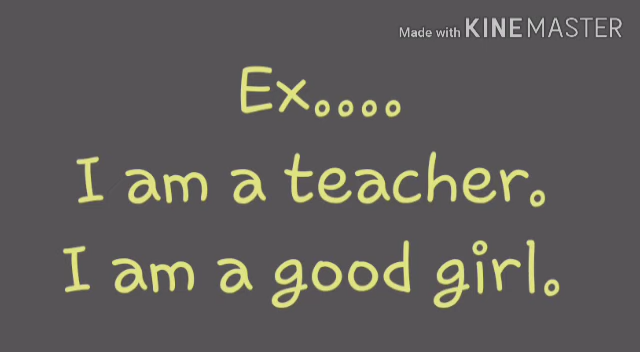 Made with KINEMASTER
Ex....
I am a teacher.
I am a good girl.